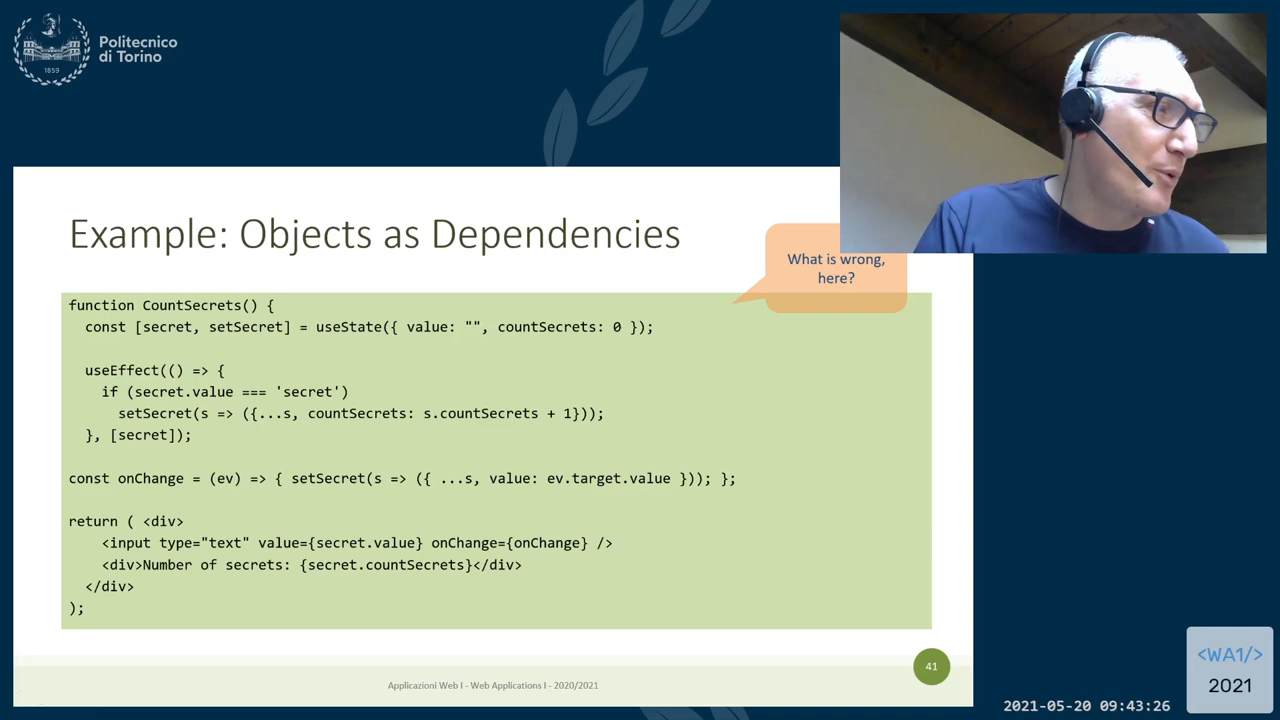 Politecnico
di Torino
1859
Example: Objects as Dependencies
What is wrong,
here?
function CountSecrets() {
  const [secret, setSecret] = useState({ value: "", countSecrets: 0 });
  useEffect(() => {
    if (secret.value === 'secret')
      setSecret(s => ({...s, countSecrets: s.countSecrets + 1}));
  }, [secret]);
const onChange = (ev) => { setSecret(s => ({ ...s, value: ev.target.value })); };
return ( <div>
    <input type="text" value={secret.value} onChange={onChange} />
    <div>Number of secrets: {secret.countSecrets}</div>
  </div>
);
41
Applicazioni Web I - Web Applications I - 2020/2021
<WA1/>
2021
2021-05-20 09:43:26